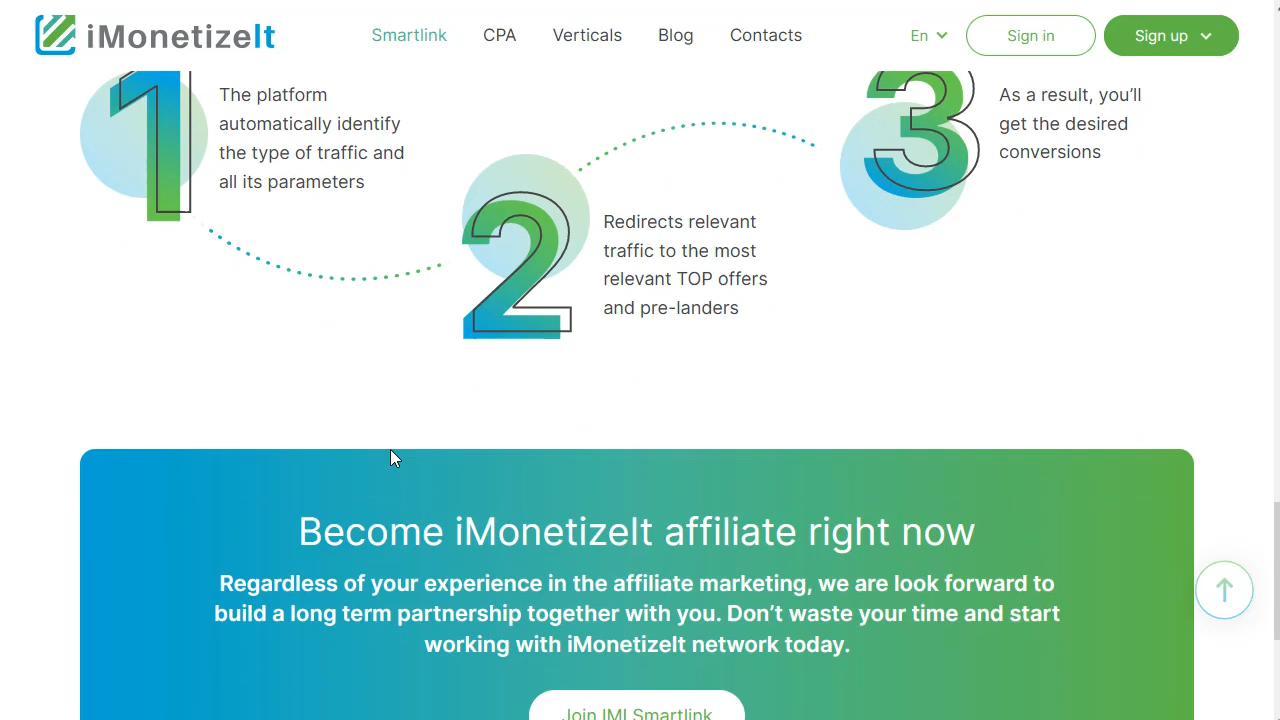 iMonetizeIt
Smartlink
CPA
Verticals
Blog
Contacts
En
Sign in
Sign up
1
The platform
automatically identify
the type of traffic and
all its parameters
2
Redirects relevant
traffic to the most
relevant TOP offers
and pre-landers
3
As a result, you’ll
get the desired
conversions
Become iMonetizeIt affiliate right now
Regardless of your experience in the affiliate marketing, we are look forward to
build a long term partnership together with you. Don’t waste your time and start
working with iMonetizeIt network today.
Join IMI Smartlink